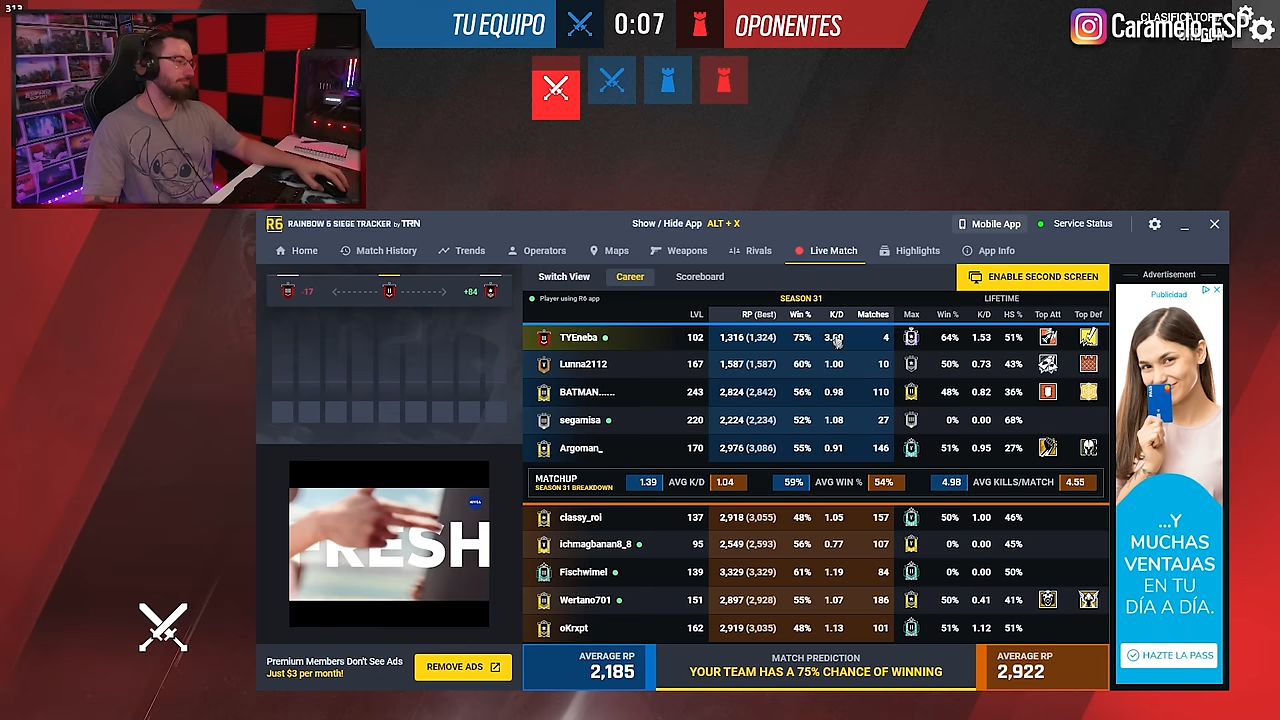 313
TU EQUIPO
0:07
OPONENTES
Caramelo_ESP
CLASIFICATORIA
OREGÓN
R6 RAINBOW 6 SIEGE TRACKER by TRN
Show / Hide App ALT + X
Mobile App
Service Status
Home
Match History
Trends
Operators
Maps
Weapons
Rivals
Live Match
Highlights
App Info
-17
+84
Switch View
Career
Scoreboard
ENABLE SECOND SCREEN
Player using R6 app
SEASON 31
LIFETIME
LVL RP (Best) Win % K/D Matches Max Win % K/D HS % Top Att Top Def
TYEneba 102 1,316 (1,324) 75% 4 64% 1.53 51%
Lunna2112 167 1,587 (1,587) 60% 1.00 10 50% 0.73 43%
BATMAN...... 243 2,824 (2,842) 56% 0.98 110 48% 0.82 36%
segamisa 220 2,224 (2,234) 52% 1.08 27 0% 0.00 68%
Argoman_ 170 2,976 (3,086) 55% 0.91 146 51% 0.95 27%
MATCHUP
SEASON 31 BREAKDOWN
1.39 AVG K/D 1.04
59% AVG WIN % 54%
4.98 AVG KILLS/MATCH 4.55
classy_roi 137 2,918 (3,055) 48% 1.05 157 50% 1.00 46%
ichmagbanan8_8 95 2,549 (2,593) 56% 0.77 107 0% 0.00 45%
Fischwimel 139 3,329 (3,329) 61% 1.19 84 0% 0.00 50%
Wertano701 151 2,897 (2,928) 55% 1.07 186 50% 0.41 41%
oKrxpt 162 2,919 (3,035) 48% 1.13 101 51% 1.12 51%
AVERAGE RP
2,185
MATCH PREDICTION
YOUR TEAM HAS A 75% CHANCE OF WINNING
AVERAGE RP
2,922
NIVEA
FRESH
Premium Members Don't See Ads
Just $3 per month!
REMOVE ADS
Advertisement
Publicidad
...Y
MUCHAS
VENTAJAS
EN TU
DÍA A DÍA.
HAZTE LA PASS